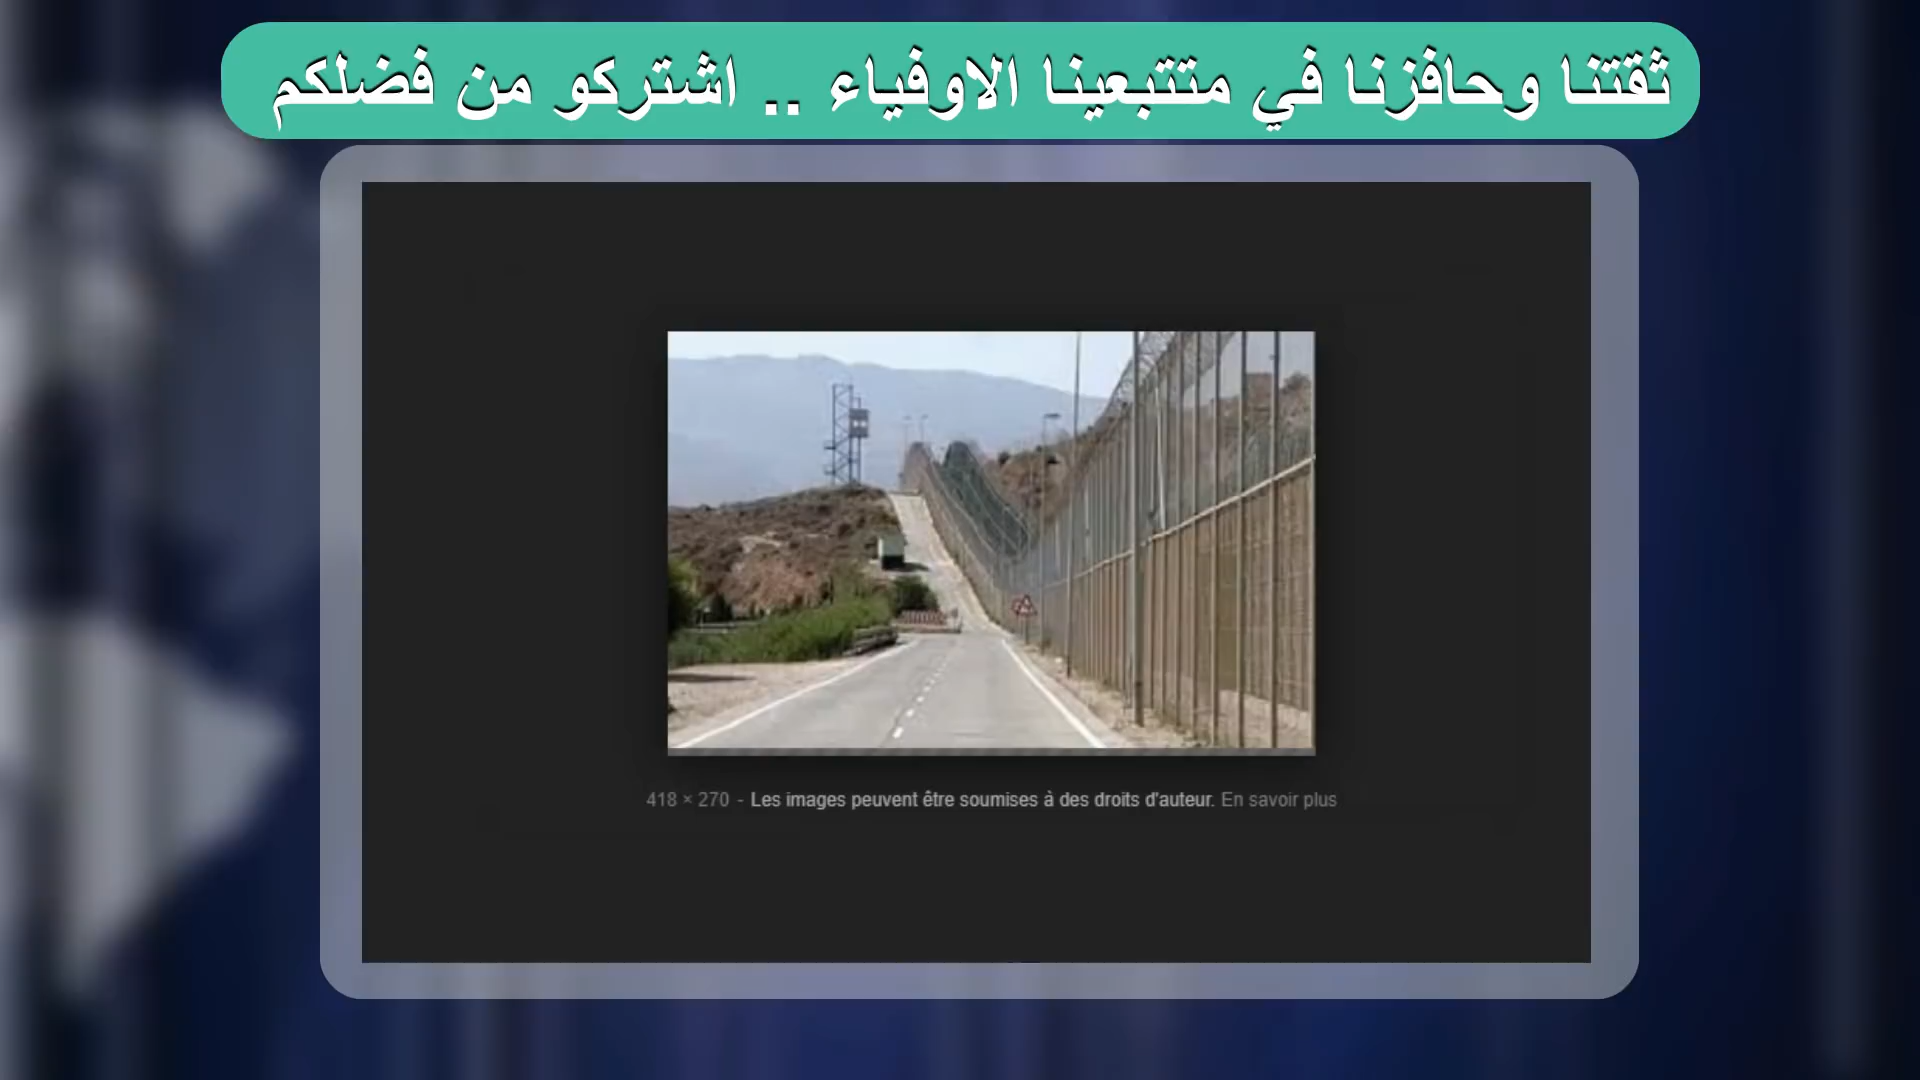 ثقتنا وحافزنا في متتبعينا الاوفياء .. اشتركو من فضلكم
418 × 270 - Les images peuvent être soumises à des droits d'auteur. En savoir plus